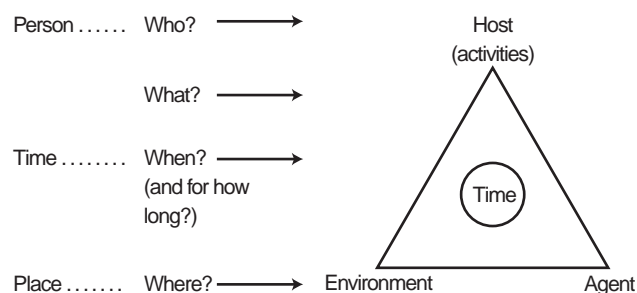 Person ...... Who?
Host
(activities)
What?
Time ........ When?
(and for how
long?)
Time
Place ....... Where?
Environment
Agent